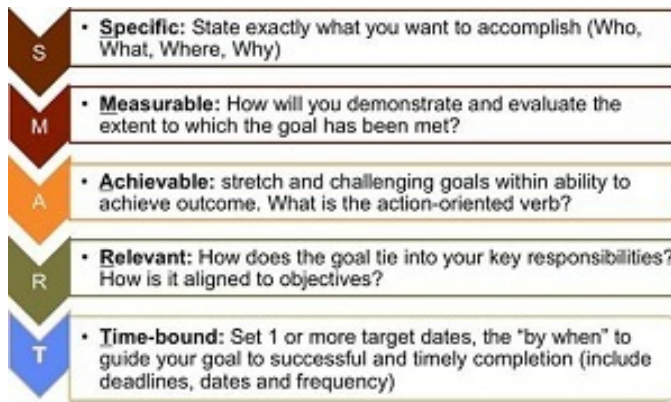 S
• Specific: State exactly what you want to accomplish (Who,
What, Where, Why)
M
• Measurable: How will you demonstrate and evaluate the
extent to which the goal has been met?
A
• Achievable: stretch and challenging goals within ability to
achieve outcome. What is the action-oriented verb?
R
• Relevant: How does the goal tie into your key responsibilities?
How is it aligned to objectives?
T
• Time-bound: Set 1 or more target dates, the "by when" to
guide your goal to successful and timely completion (include
deadlines, dates and frequency)